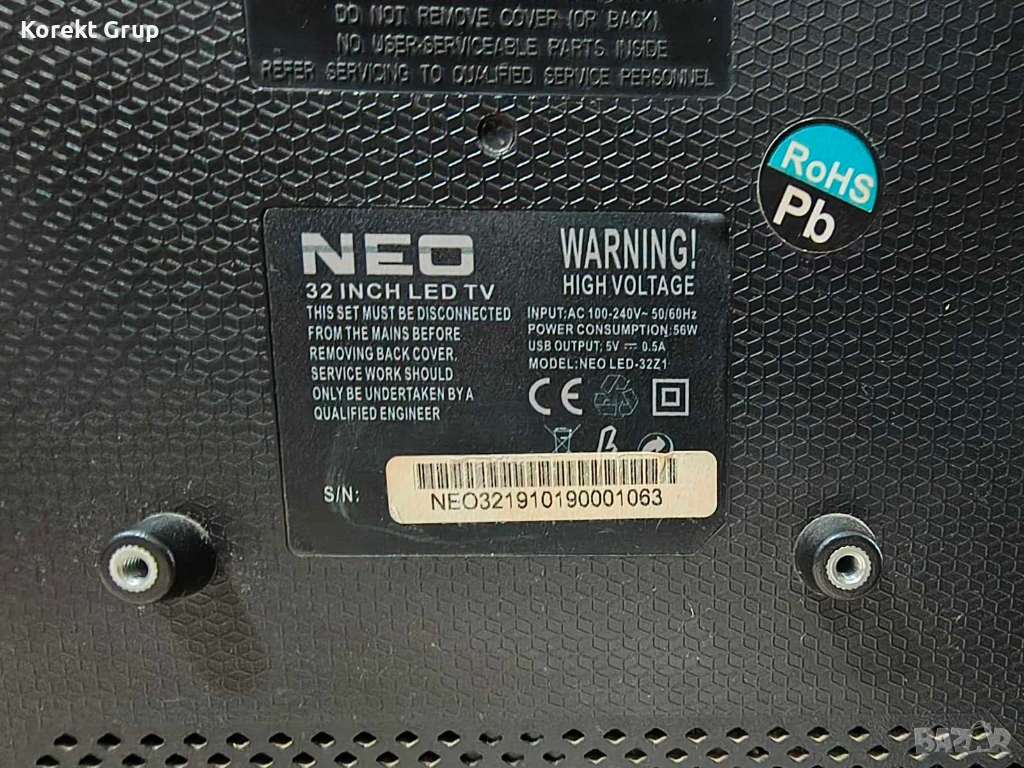 Korekt Grup
DO NOT REMOVE COVER (OR BACK)
NO USER-SERVICEABLE PARTS INSIDE
REFER SERVICING TO QUALIFIED SERVICE PERSONNEL
RoHS
Pb
NEO
32 INCH LED TV
THIS SET MUST BE DISCONNECTED
FROM THE MAINS BEFORE
REMOVING BACK COVER.
SERVICE WORK SHOULD
ONLY BE UNDERTAKEN BY A
QUALIFIED ENGINEER
WARNING!
HIGH VOLTAGE
INPUT:AC 100-240V~ 50/60Hz
POWER CONSUMPTION:56W
USB OUTPUT: 5V ⎓ 0.5A
MODEL:NEO LED-32Z1
CE
S/N:
NEO321910190001063
BAZAR